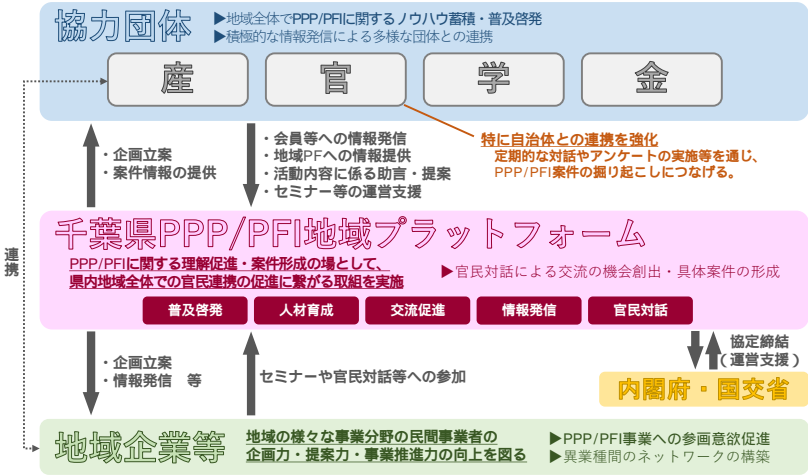 協力団体
▶地域全体でPPP/PFIに関するノウハウ蓄積・普及啓発
▶積極的な情報発信による多様な団体との連携
産 官 学 金
・企画立案
・案件情報の提供
・会員等への情報発信
・地域PFへの情報提供
・活動内容に係る助言・提案
・セミナー等の運営支援
特に自治体との連携を強化
定期的な対話やアンケートの実施等を通じ、
PPP/PFI案件の掘り起こしにつなげる。
連携
千葉県PPP/PFI地域プラットフォーム
PPP/PFIに関する理解促進・案件形成の場として、
県内地域全体での官民連携の促進に繋がる取組を実施
▶官民対話による交流の機会創出・具体案件の形成
普及啓発 人材育成 交流促進 情報発信 官民対話
・企画立案
・情報発信　等
セミナーや官民対話等への参加
協定締結
(運営支援)
内閣府・国交省
地域企業等
地域の様々な事業分野の民間事業者の
企画力・提案力・事業推進力の向上を図る
▶PPP/PFI事業への参画意欲促進
▶異業種間のネットワークの構築